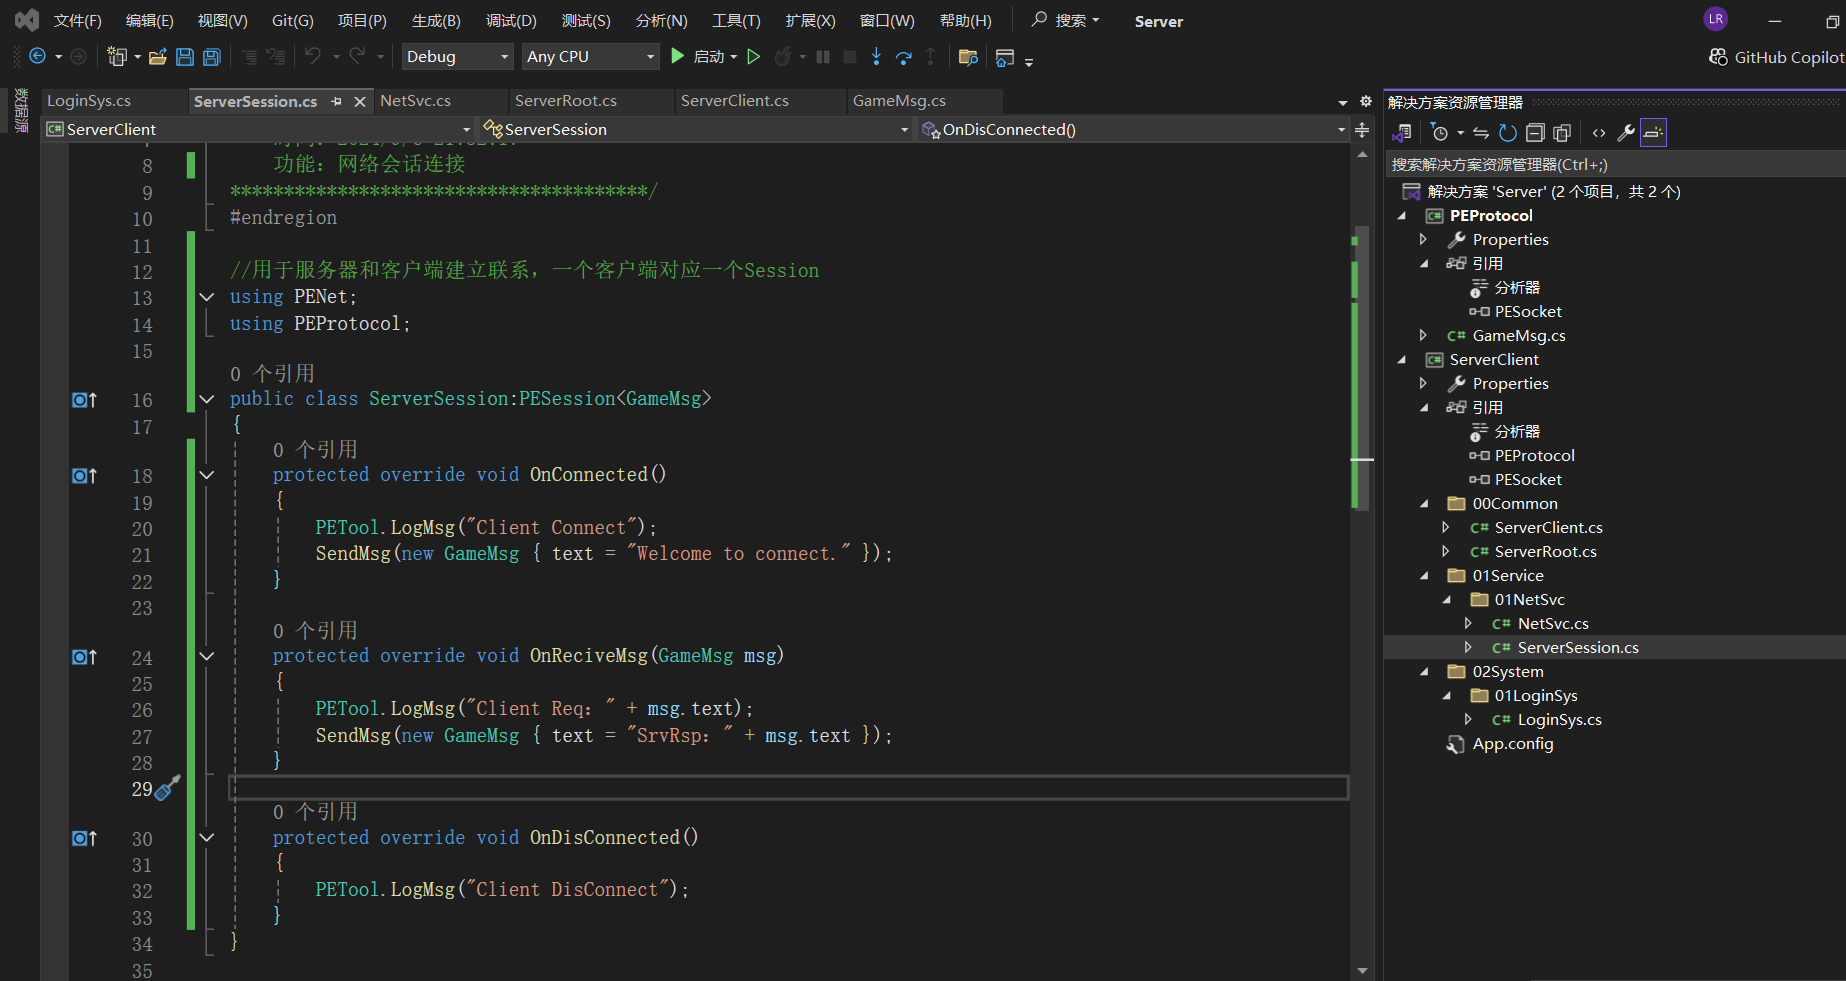 文件(F) 编辑(E) 视图(V) Git(G) 项目(P) 生成(B) 调试(D) 测试(S) 分析(N) 工具(T) 扩展(X) 窗口(W) 帮助(H) 搜索 Server LR
Debug Any CPU 启动 GitHub Copilot
数据源
LoginSys.cs ServerSession.cs NetSvc.cs ServerRoot.cs ServerClient.cs GameMsg.cs
ServerClient ServerSession OnDisConnected()
8 功能：网络会话连接
9 ***************************************/
10 #endregion
11
12 //用于服务器和客户端建立联系，一个客户端对应一个Session
13 using PENet;
14 using PEProtocol;
15
0 个引用
16 public class ServerSession:PESession<GameMsg>
17 {
0 个引用
18 protected override void OnConnected()
19 {
20 PETool.LogMsg("Client Connect");
21 SendMsg(new GameMsg { text = "Welcome to connect." });
22 }
23
0 个引用
24 protected override void OnReciveMsg(GameMsg msg)
25 {
26 PETool.LogMsg("Client Req：" + msg.text);
27 SendMsg(new GameMsg { text = "SrvRsp：" + msg.text });
28 }
29
0 个引用
30 protected override void OnDisConnected()
31 {
32 PETool.LogMsg("Client DisConnect");
33 }
34 }
35
解决方案资源管理器
搜索解决方案资源管理器(Ctrl+;)
解决方案 'Server' (2 个项目，共 2 个)
PEProtocol
Properties
引用
分析器
PESocket
C# GameMsg.cs
ServerClient
Properties
引用
分析器
PEProtocol
PESocket
00Common
C# ServerClient.cs
C# ServerRoot.cs
01Service
01NetSvc
C# NetSvc.cs
C# ServerSession.cs
02System
01LoginSys
C# LoginSys.cs
App.config